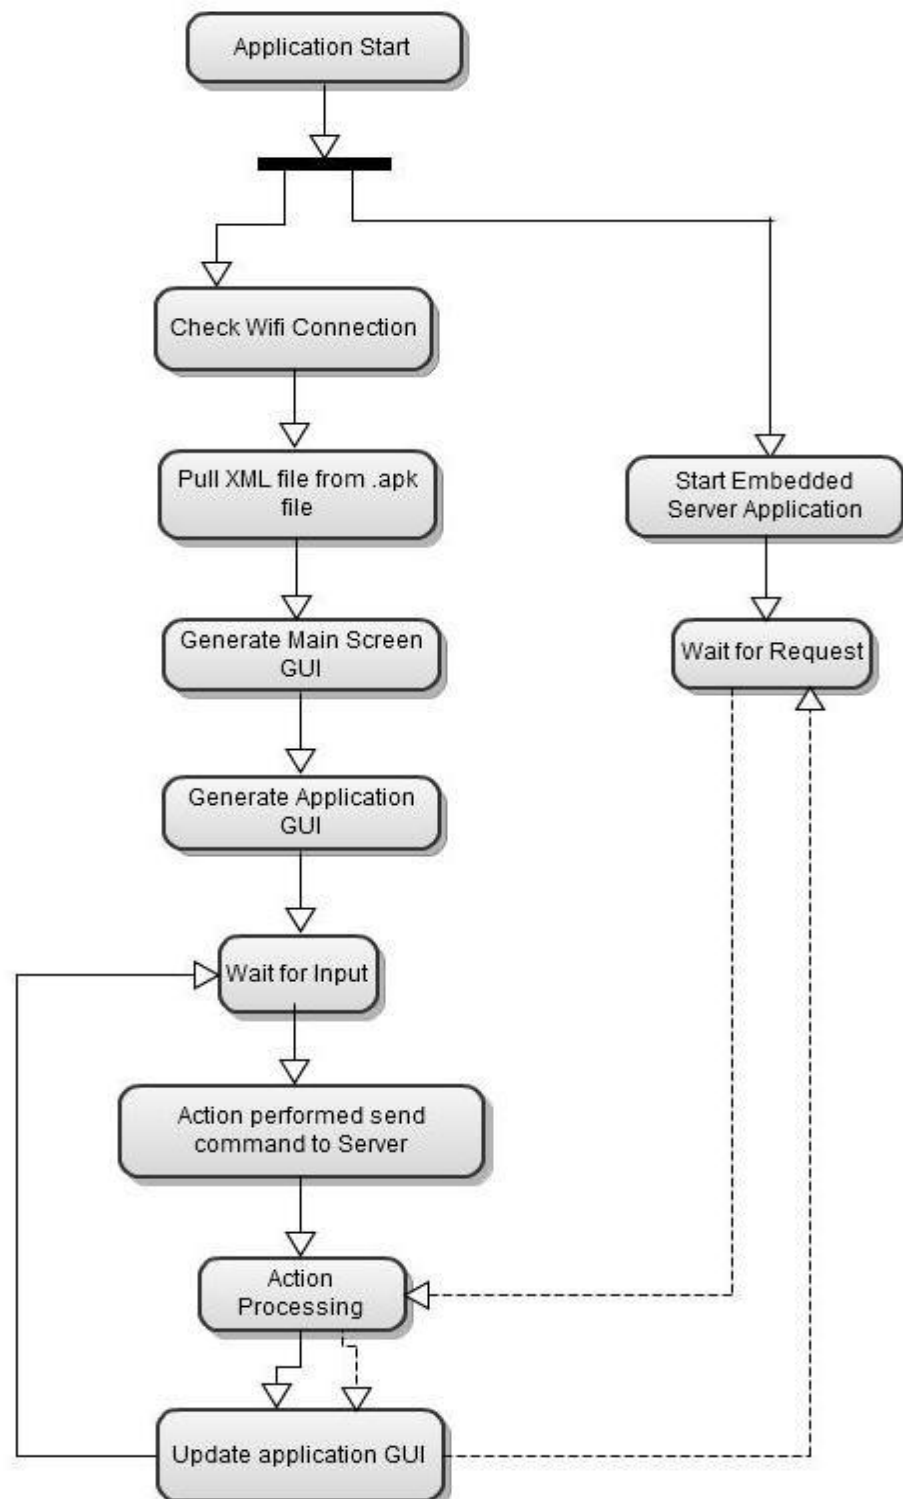 Application Start
Check Wifi Connection
Pull XML file from .apk
file
Start Embedded
Server Application
Generate Main Screen
GUI
Wait for Request
Generate Application
GUI
Wait for Input
Action performed send
command to Server
Action
Processing
Update application GUI